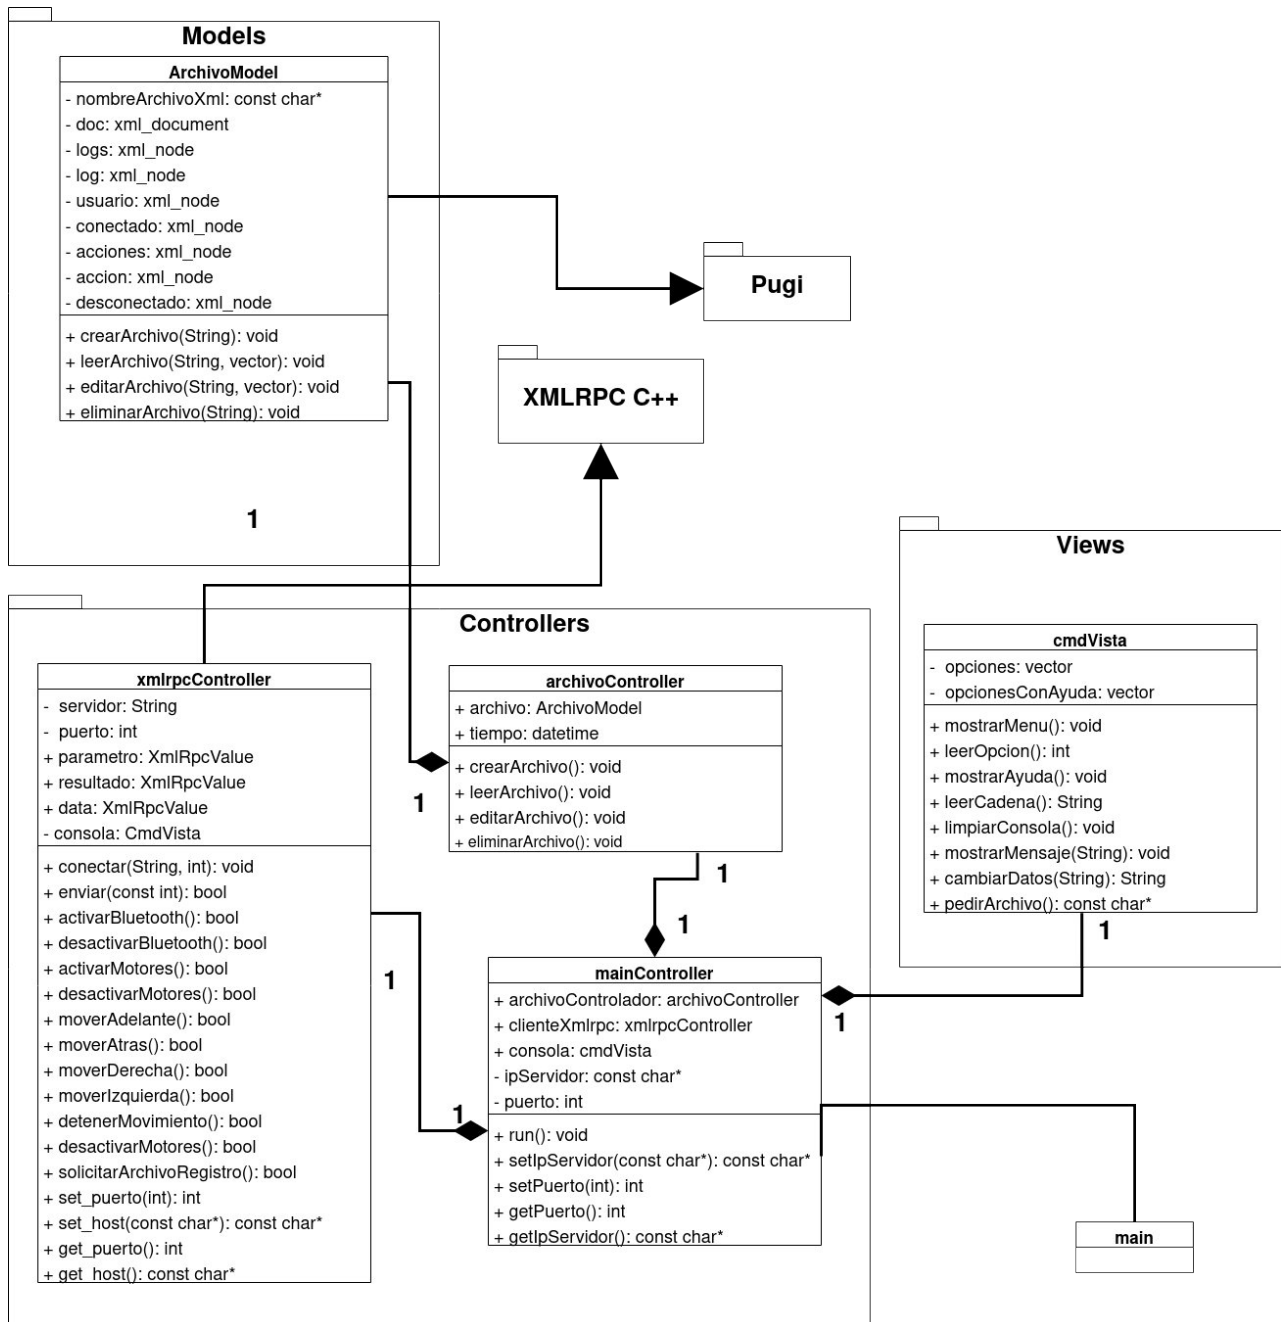 Models
ArchivoModel
- nombreArchivoXml: const char*
- doc: xml_document
- logs: xml_node
- log: xml_node
- usuario: xml_node
- conectado: xml_node
- acciones: xml_node
- accion: xml_node
- desconectado: xml_node
+ crearArchivo(String): void
+ leerArchivo(String, vector): void
+ editarArchivo(String, vector): void
+ eliminarArchivo(String): void
1
Pugi
XMLRPC C++
Controllers
xmlrpcController
- servidor: String
- puerto: int
+ parametro: XmlRpcValue
+ resultado: XmlRpcValue
+ data: XmlRpcValue
- consola: CmdVista
+ conectar(String, int): void
+ enviar(const int): bool
+ activarBluetooth(): bool
+ desactivarBluetooth(): bool
+ activarMotores(): bool
+ desactivarMotores(): bool
+ moverAdelante(): bool
+ moverAtras(): bool
+ moverDerecha(): bool
+ moverIzquierda(): bool
+ detenerMovimiento(): bool
+ desactivarMotores(): bool
+ solicitarArchivoRegistro(): bool
+ set_puerto(int): int
+ set_host(const char*): const char*
+ get_puerto(): int
+ get_host(): const char*
1
1
archivoController
+ archivo: ArchivoModel
+ tiempo: datetime
+ crearArchivo(): void
+ leerArchivo(): void
+ editarArchivo(): void
+ eliminarArchivo(): void
1
1
1
mainController
+ archivoControlador: archivoController
+ clienteXmlrpc: xmlrpcController
+ consola: cmdVista
- ipServidor: const char*
- puerto: int
+ run(): void
+ setIpServidor(const char*): const char*
+ setPuerto(int): int
+ getPuerto(): int
+ getIpServidor(): const char*
Views
cmdVista
- opciones: vector
- opcionesConAyuda: vector
+ mostrarMenu(): void
+ leerOpcion(): int
+ mostrarAyuda(): void
+ leerCadena(): String
+ limpiarConsola(): void
+ mostrarMensaje(String): void
+ cambiarDatos(String): String
+ pedirArchivo(): const char*
1
1
main